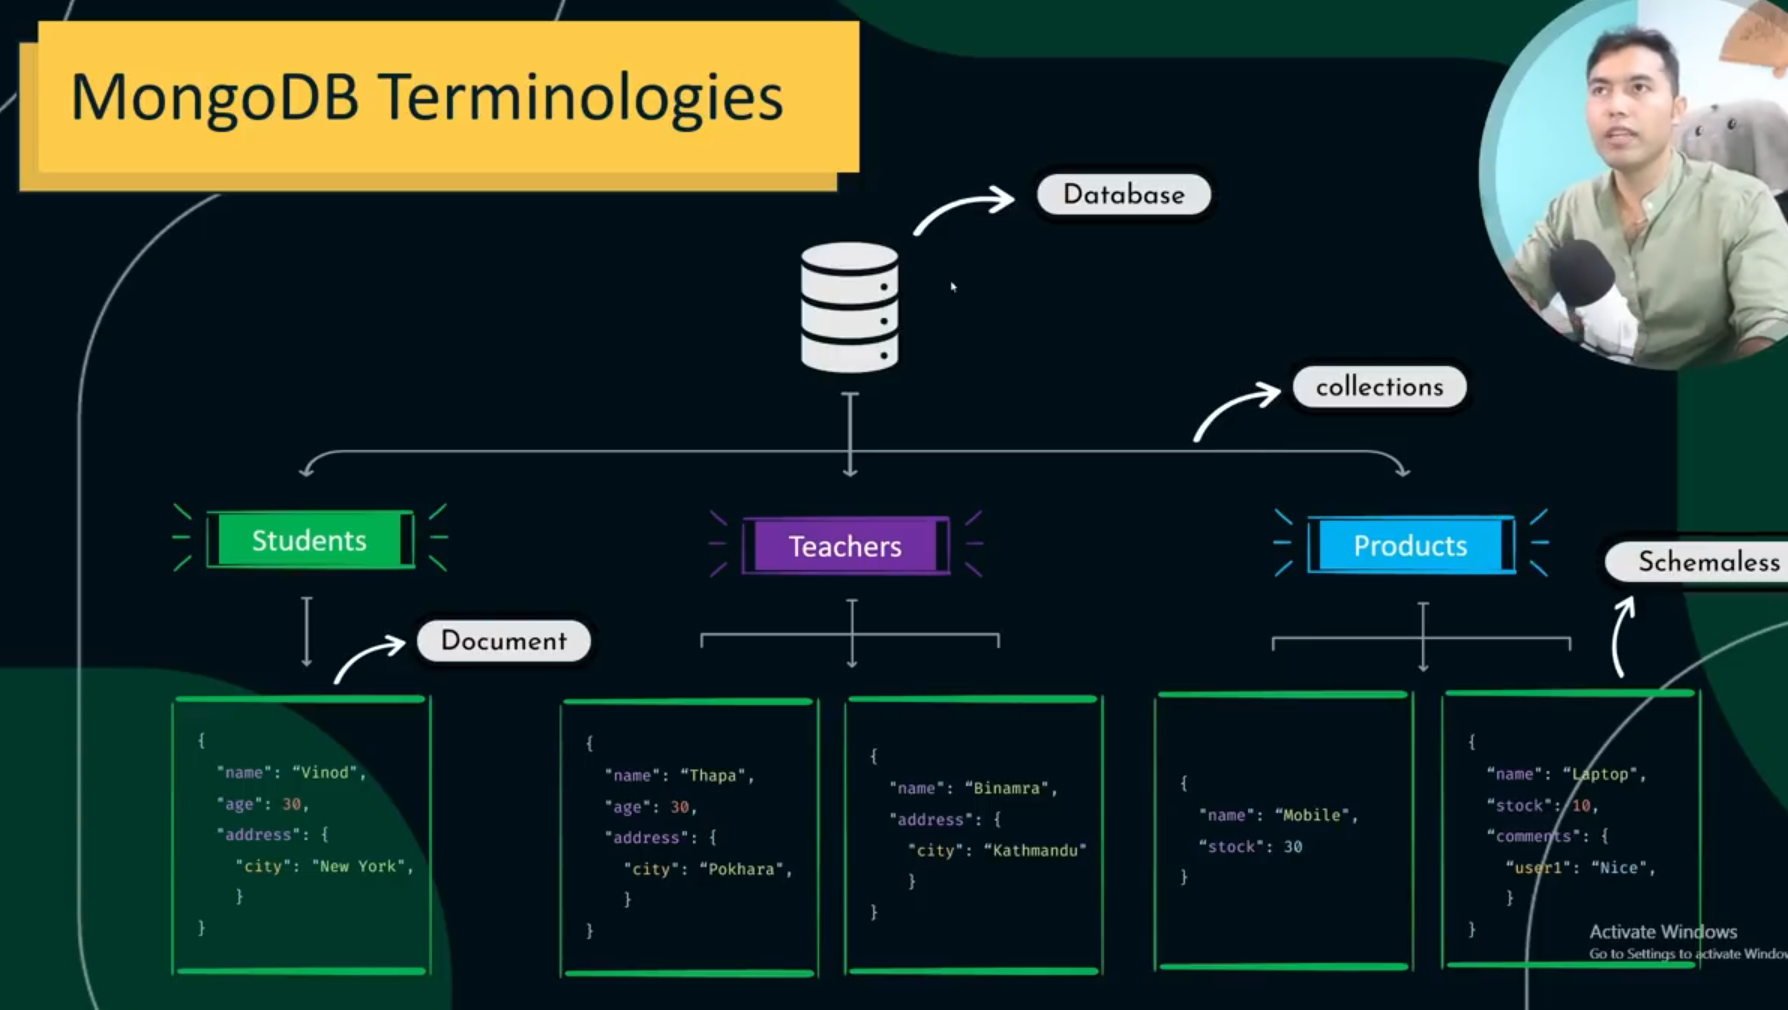 MongoDB Terminologies
Database
collections
Students
Teachers
Products
Schemaless
Document
{
"name": “Vinod",
"age": 30,
"address": {
"city": "New York",
}
}
{
"name": “Thapa",
"age": 30,
"address": {
"city": “Pokhara",
}
}
{
"name": “Binamra",
"address": {
"city": “Kathmandu"
}
}
{
"name": “Mobile",
“stock": 30
}
{
“name": “Laptop",
“stock": 10,
“comments": {
"user1": “Nice",
}
}
Activate Windows
Go to Settings to activate Window